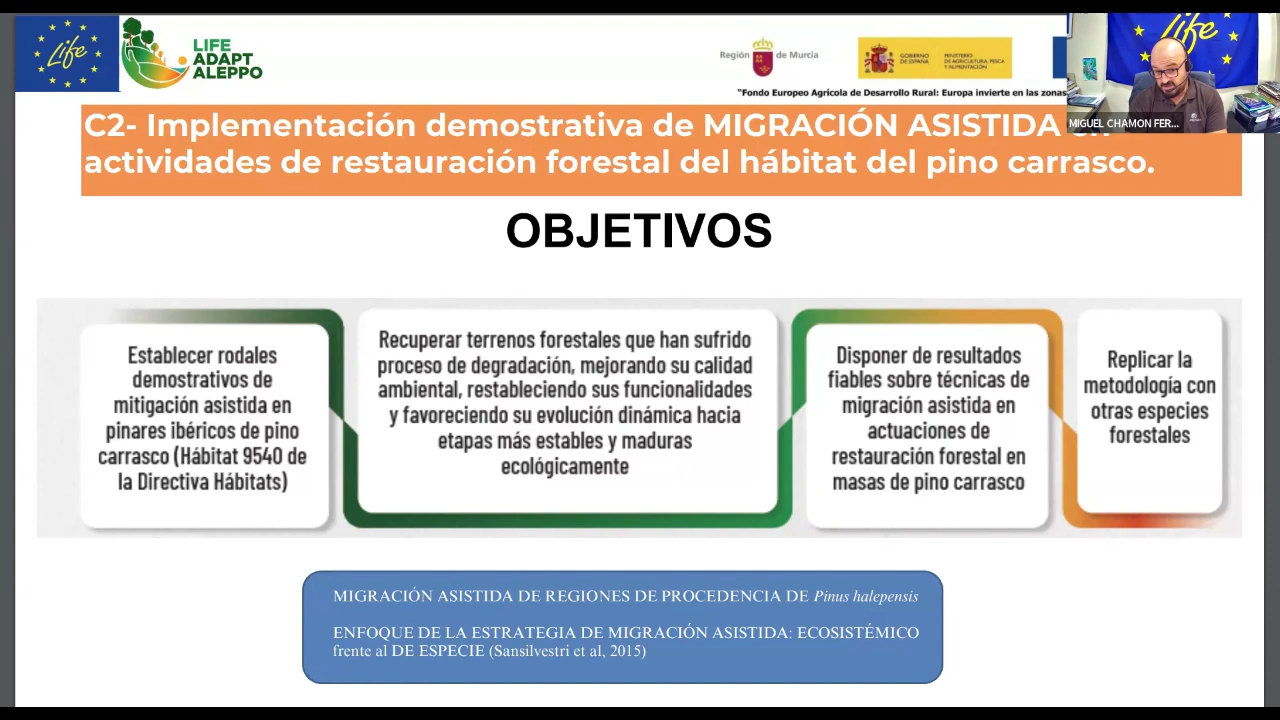 Life
LIFE
ADAPT
ALEPPO
Región de Murcia
GOBIERNO
DE ESPAÑA
MINISTERIO
DE AGRICULTURA, PESCA
Y ALIMENTACIÓN
"Fondo Europeo Agrícola de Desarrollo Rural: Europa invierte en las zonas
life
MIGUEL CHAMON FER...
C2- Implementación demostrativa de MIGRACIÓN ASISTIDA en
actividades de restauración forestal del hábitat del pino carrasco.
OBJETIVOS
Establecer rodales
demostrativos de
mitigación asistida en
pinares ibéricos de pino
carrasco (Hábitat 9540 de
la Directiva Hábitats)
Recuperar terrenos forestales que han sufrido
proceso de degradación, mejorando su calidad
ambiental, restableciendo sus funcionalidades
y favoreciendo su evolución dinámica hacia
etapas más estables y maduras
ecológicamente
Disponer de resultados
fiables sobre técnicas de
migración asistida en
actuaciones de
restauración forestal en
masas de pino carrasco
Replicar la
metodología con
otras especies
forestales
MIGRACIÓN ASISTIDA DE REGIONES DE PROCEDENCIA DE Pinus halepensis
ENFOQUE DE LA ESTRATEGIA DE MIGRACIÓN ASISTIDA: ECOSISTÉMICO
frente al DE ESPECIE (Sansilvestri et al, 2015)